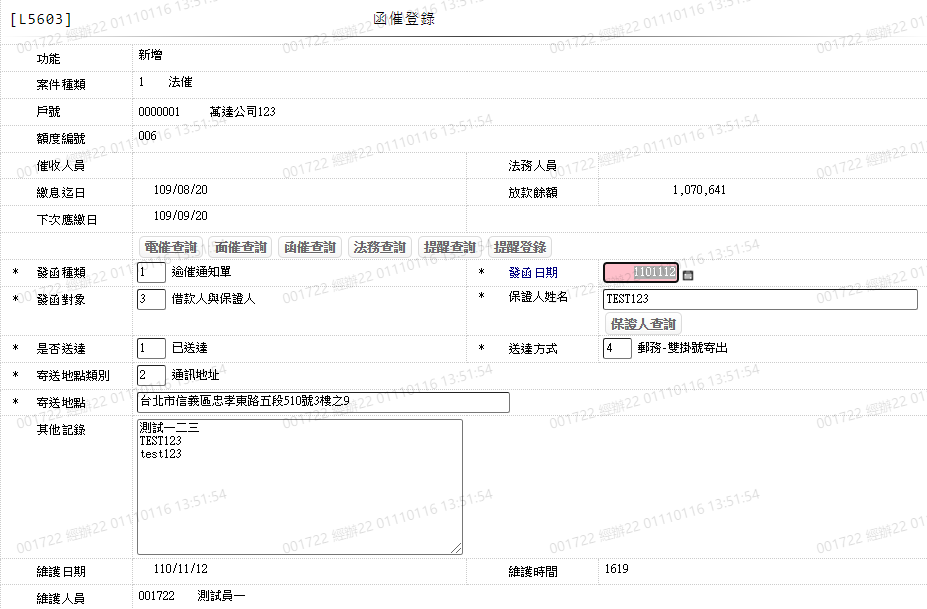 [L5603] 函催登錄
功能 新增
案件種類 1 法催
戶號 0000001 萬達公司123
額度編號 006
催收人員 法務人員
繳息迄日 109/08/20 放款餘額 1,070,641
下次應繳日 109/09/20
電催查詢 面催查詢 函催查詢 法務查詢 提醒查詢 提醒登錄
* 發函種類 1 逾催通知單 * 發函日期 1101112
* 發函對象 3 借款人與保證人 * 保證人姓名 TEST123
保證人查詢
* 是否送達 1 已送達 * 送達方式 4 郵務-雙掛號寄出
* 寄送地點類別 2 通訊地址
* 寄送地點 台北市信義區忠孝東路五段510號3樓之9
其他記錄 測試一二三
TEST123
test123
維護日期 110/11/12 維護時間 1619
維護人員 001722 測試員一
001722 經辦22 01110116 13:51:54